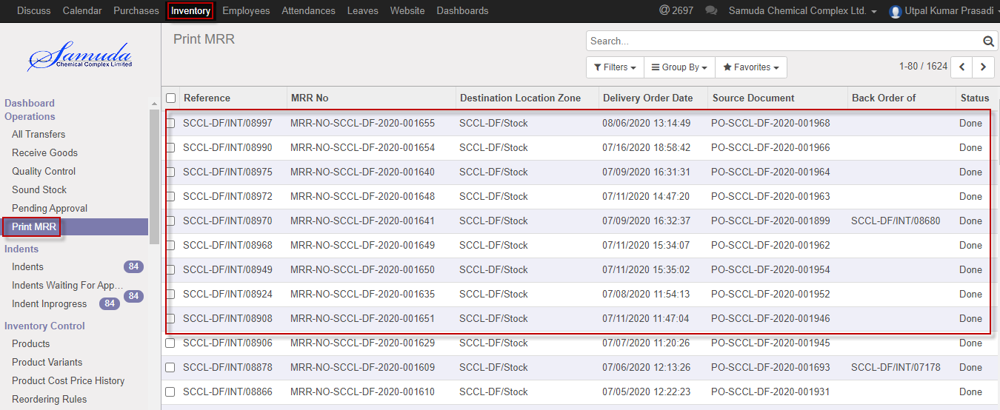 Discuss Calendar Purchases Inventory Employees Attendances Leaves Website Dashboards @ 2697 Samuda Chemical Complex Ltd. Utpal Kumar Prasadi
Samuda
Chemical Complex Limited
Print MRR
Search...
Filters Group By Favorites 1-80 / 1624
Dashboard
Operations
All Transfers
Receive Goods
Quality Control
Sound Stock
Pending Approval
Print MRR
Indents
Indents 84
Indents Waiting For App... 84
Indent Inprogress 84
Inventory Control
Products
Product Variants
Product Cost Price History
Reordering Rules
Reference MRR No Destination Location Zone Delivery Order Date Source Document Back Order of Status
SCCL-DF/INT/08997 MRR-NO-SCCL-DF-2020-001655 SCCL-DF/Stock 08/06/2020 13:14:49 PO-SCCL-DF-2020-001968 Done
SCCL-DF/INT/08990 MRR-NO-SCCL-DF-2020-001654 SCCL-DF/Stock 07/16/2020 18:58:42 PO-SCCL-DF-2020-001966 Done
SCCL-DF/INT/08975 MRR-NO-SCCL-DF-2020-001640 SCCL-DF/Stock 07/09/2020 16:31:31 PO-SCCL-DF-2020-001964 Done
SCCL-DF/INT/08972 MRR-NO-SCCL-DF-2020-001648 SCCL-DF/Stock 07/11/2020 14:47:20 PO-SCCL-DF-2020-001963 Done
SCCL-DF/INT/08970 MRR-NO-SCCL-DF-2020-001641 SCCL-DF/Stock 07/09/2020 16:32:37 PO-SCCL-DF-2020-001899 SCCL-DF/INT/08680 Done
SCCL-DF/INT/08968 MRR-NO-SCCL-DF-2020-001649 SCCL-DF/Stock 07/11/2020 15:34:07 PO-SCCL-DF-2020-001962 Done
SCCL-DF/INT/08949 MRR-NO-SCCL-DF-2020-001650 SCCL-DF/Stock 07/11/2020 15:35:02 PO-SCCL-DF-2020-001954 Done
SCCL-DF/INT/08924 MRR-NO-SCCL-DF-2020-001635 SCCL-DF/Stock 07/08/2020 11:54:13 PO-SCCL-DF-2020-001952 Done
SCCL-DF/INT/08908 MRR-NO-SCCL-DF-2020-001651 SCCL-DF/Stock 07/11/2020 11:47:04 PO-SCCL-DF-2020-001946 Done
SCCL-DF/INT/08906 MRR-NO-SCCL-DF-2020-001629 SCCL-DF/Stock 07/07/2020 11:20:26 PO-SCCL-DF-2020-001945 Done
SCCL-DF/INT/08878 MRR-NO-SCCL-DF-2020-001609 SCCL-DF/Stock 07/06/2020 12:13:26 PO-SCCL-DF-2020-001693 SCCL-DF/INT/07178 Done
SCCL-DF/INT/08866 MRR-NO-SCCL-DF-2020-001610 SCCL-DF/Stock 07/05/2020 12:22:23 PO-SCCL-DF-2020-001931 Done